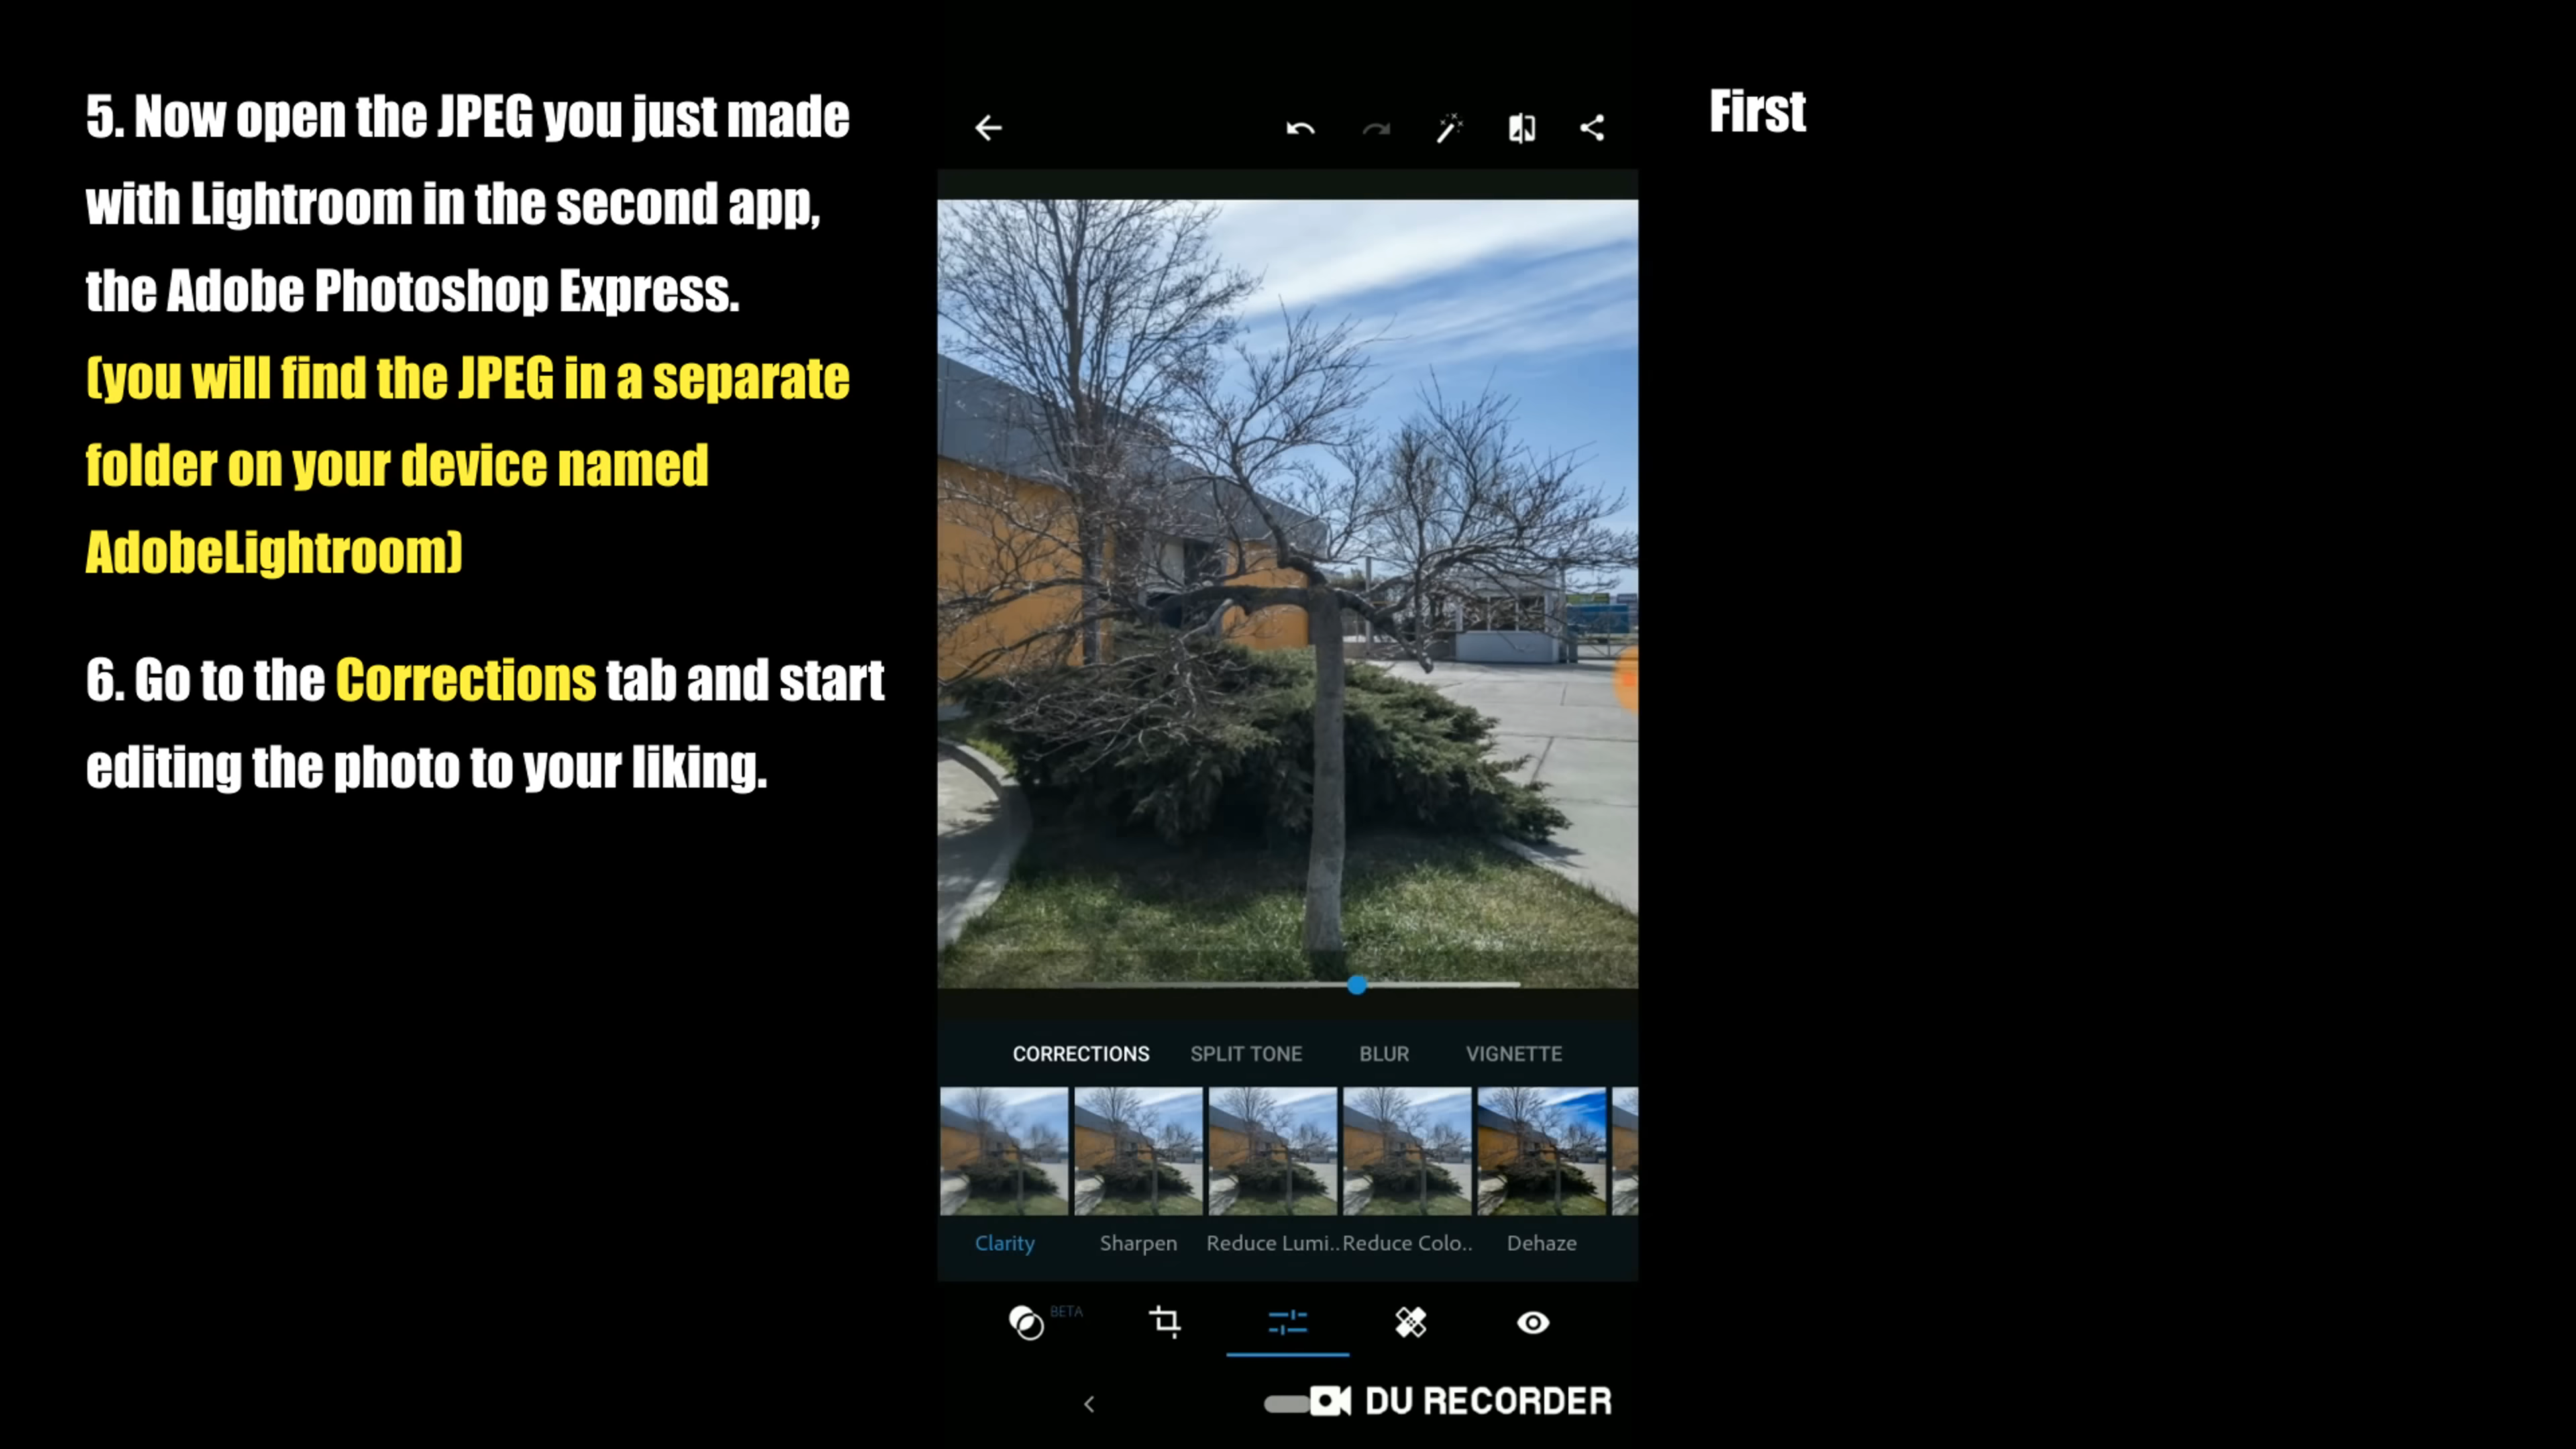 5. Now open the JPEG you just made
with Lightroom in the second app,
the Adobe Photoshop Express.
(you will find the JPEG in a separate
folder on your device named
AdobeLightroom)
6. Go to the Corrections tab and start
editing the photo to your liking.
First
CORRECTIONS SPLIT TONE BLUR VIGNETTE
Clarity Sharpen Reduce Lumi.. Reduce Colo.. Dehaze
BETA
DU RECORDER